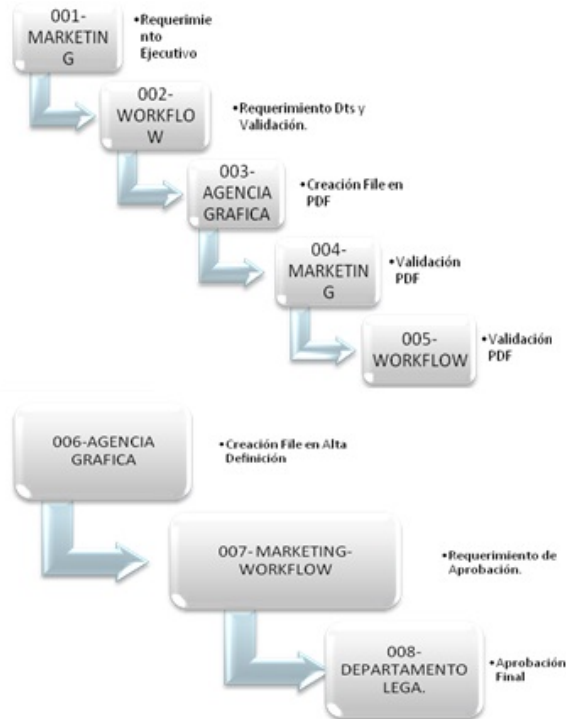 001-
MARKETIN
G
•Requerimie
nto
Ejecutivo
002-
WORKFLO
W
•Requerimiento Dts y
Validación.
003-
AGENCIA
GRAFICA
•Creación File en
PDF
004-
MARKETIN
G
•Validación
PDF
005-
WORKFLOW
•Validación
PDF
006-AGENCIA
GRAFICA
•Creación File en Alta
Definición
007-MARKETING-
WORKFLOW
•Requerimiento de
Aprobación.
008-
DEPARTAMENTO
LEGA.
•Aprobación
Final